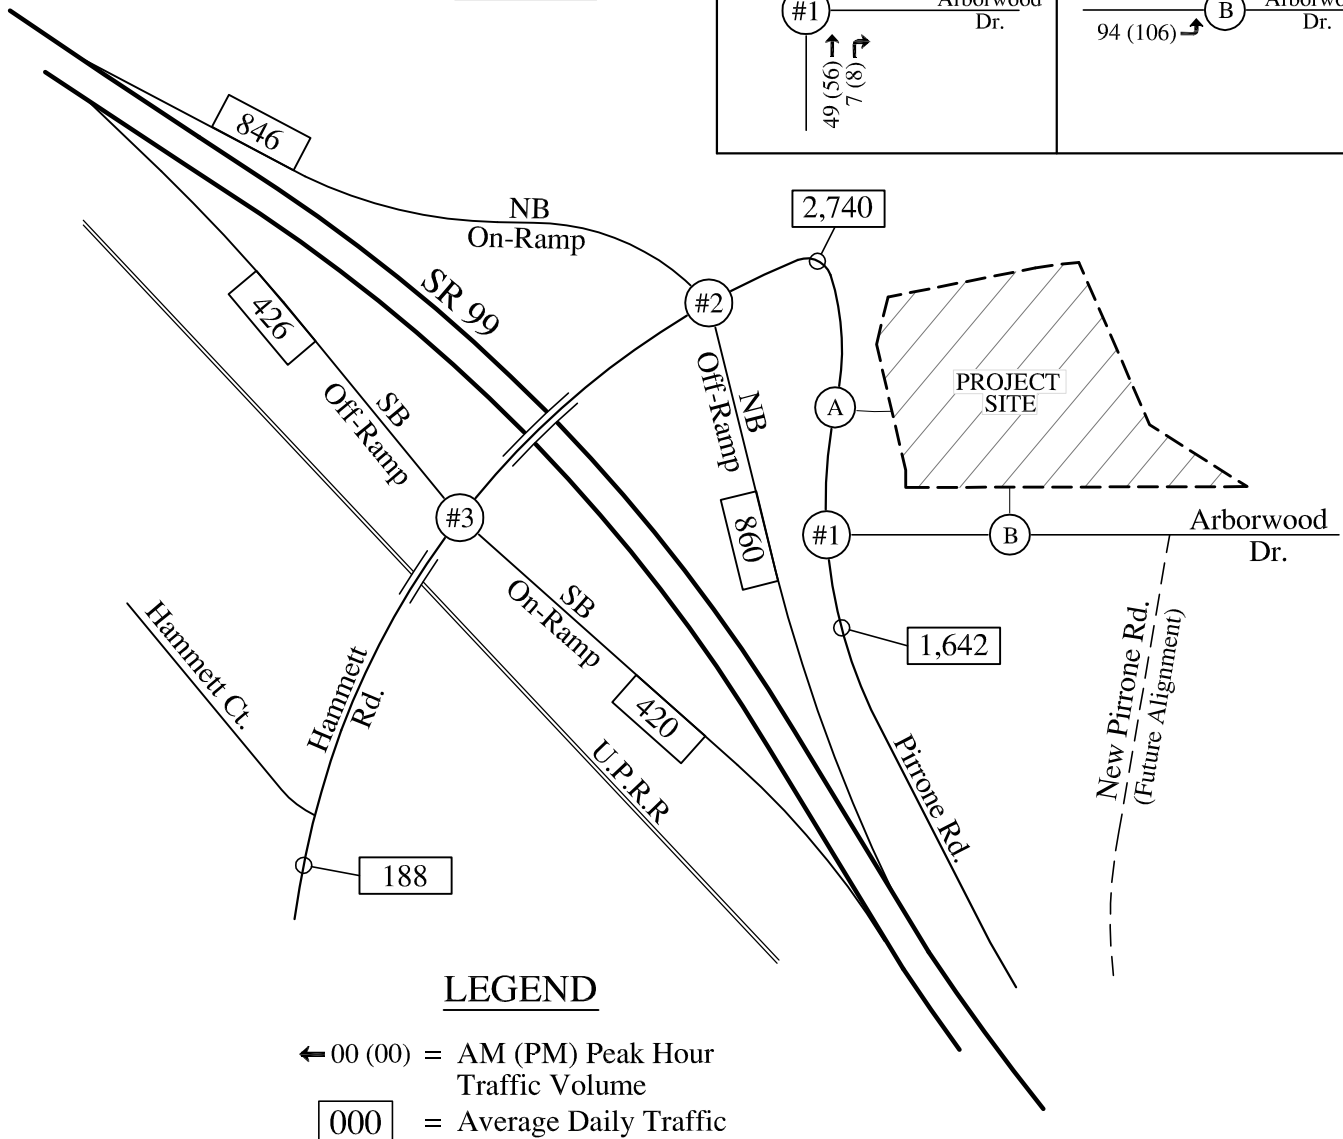 #1
Arborwood
Dr.
49 (56)
7 (8)
B
Arborwo
Dr.
94 (106)
846
NB
On-Ramp
2,740
SR 99
#2
426
SB
Off-Ramp
NB
Off-Ramp
PROJECT
SITE
A
#3
860
#1
B
Arborwood
Dr.
SB
On-Ramp
1,642
Hammett Ct.
Hammett
Rd.
420
U.P.R.R
Pirrone Rd.
New Pirrone Rd.
(Future Alignment)
188
LEGEND
00 (00) = AM (PM) Peak Hour
Traffic Volume
000 = Average Daily Traffic